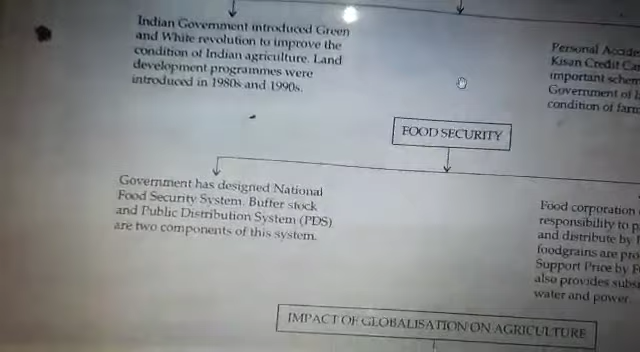 Indian Government introduced Green
and White revolution to improve the
condition of Indian agriculture. Land
development programmes were
introduced in 1980s and 1990s.
Personal
Kisan Credit
important
Government of
condition of
FOOD SECURITY
Government has designed National
Food Security System. Buffer stock
and Public Distribution System (PDS)
are two components of this system.
Food corporation
responsibility to
and distribute by
foodgrains are
Support Price by
also provides
water and power
IMPACT OF GLOBALISATION ON AGRICULTURE